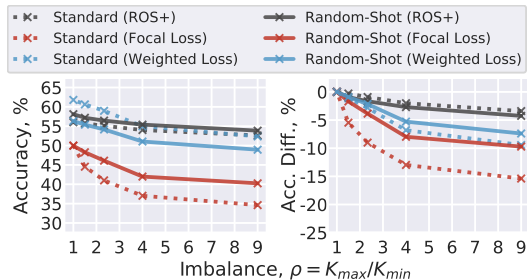 Standard (ROS+)
Standard (Focal Loss)
Standard (Weighted Loss)
Random-Shot (ROS+)
Random-Shot (Focal Loss)
Random-Shot (Weighted Loss)
Accuracy, %
65
60
55
50
45
40
35
30
1 2 3 4 5 6 7 8 9
Acc. Diff., %
0
-5
-10
-15
-20
-25
1 2 3 4 5 6 7 8 9
Imbalance, ρ = K_max/K_min